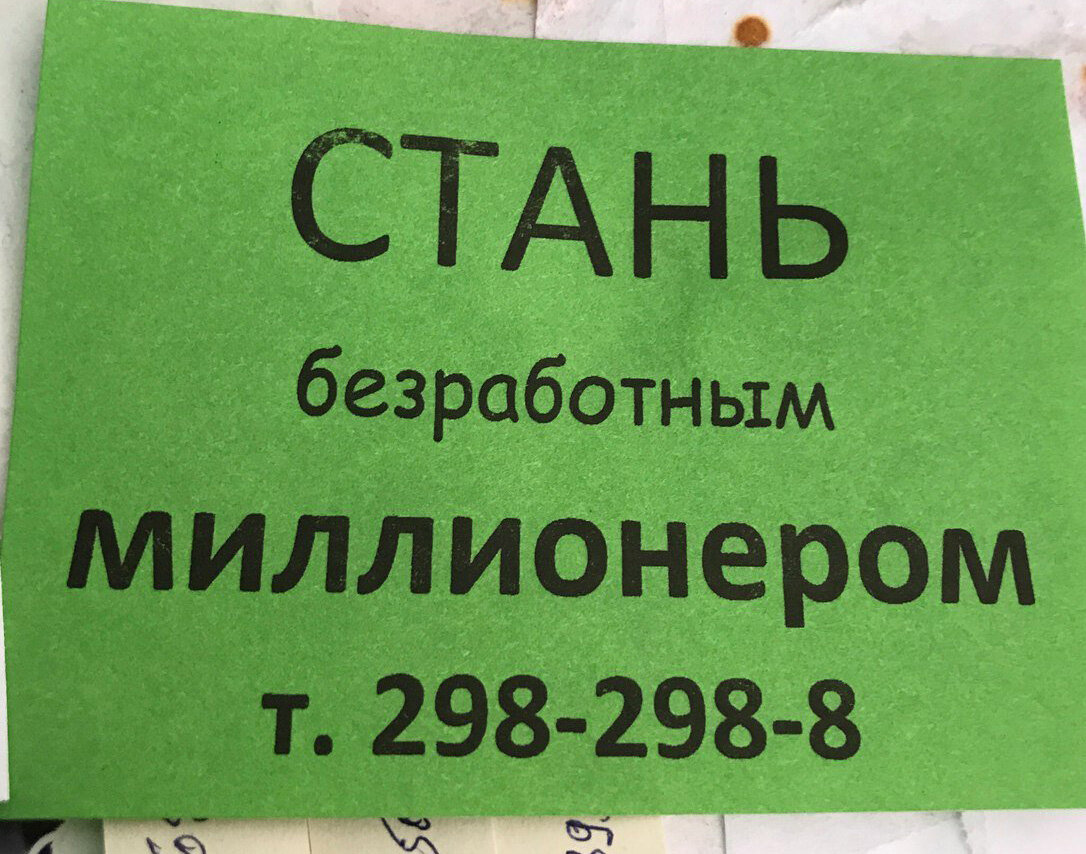 СТАНЬ
безработным
миллионером
т. 298-298-8